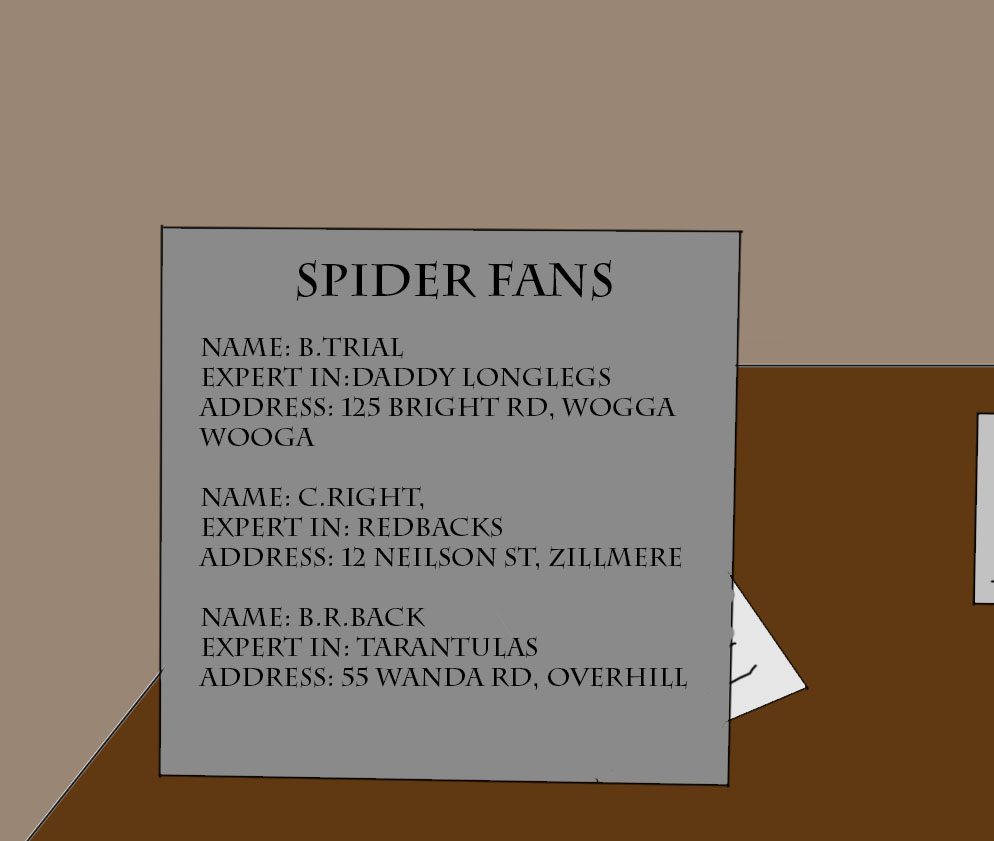 SPIDER FANS
NAME: B.TRIAL
EXPERT IN:DADDY LONGLEGS
ADDRESS: 125 BRIGHT RD, WOGGA
WOOGA
NAME: C.RIGHT,
EXPERT IN: REDBACKS
ADDRESS: 12 NEILSON ST, ZILLMERE
NAME: B.R.BACK
EXPERT IN: TARANTULAS
ADDRESS: 55 WANDA RD, OVERHILL